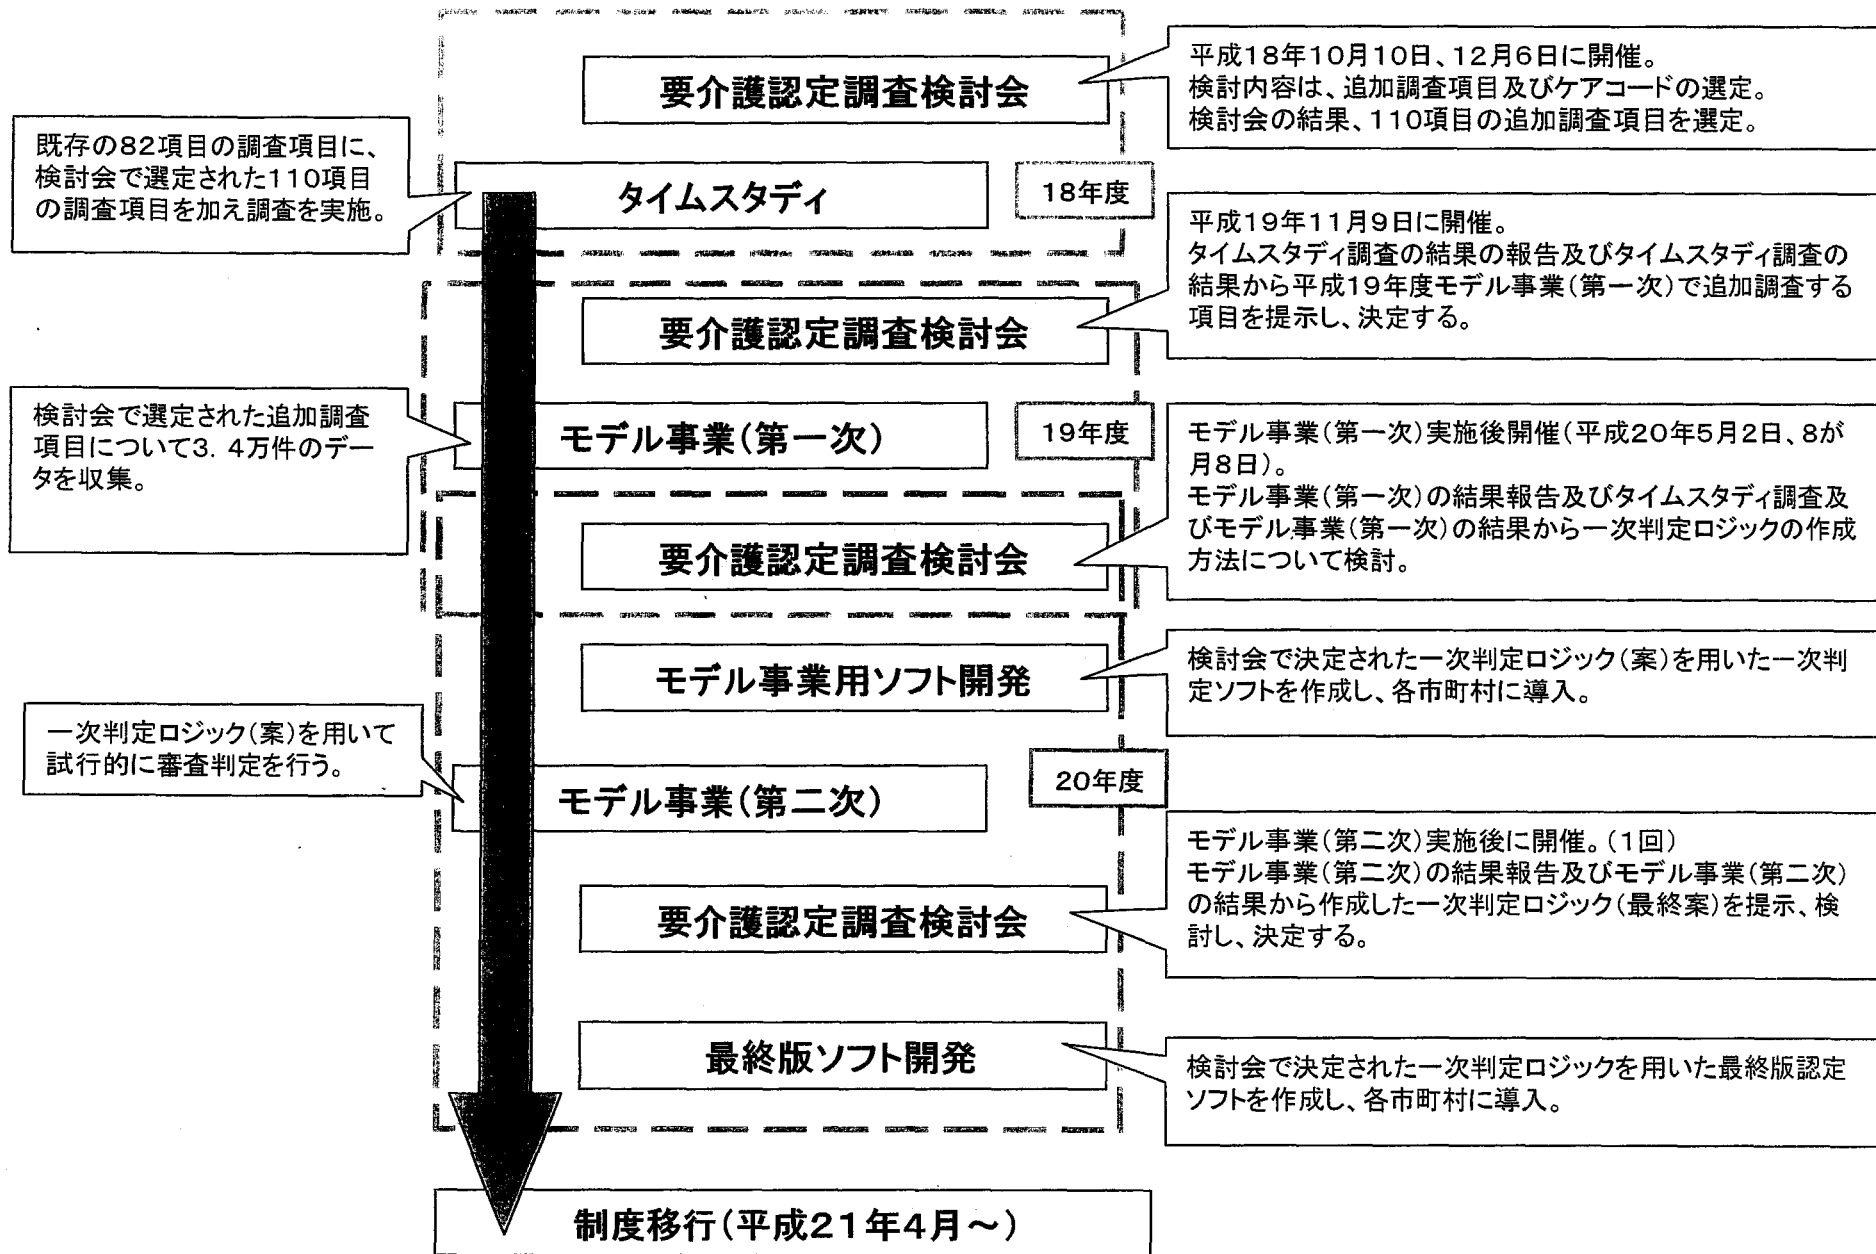 要介護認定調査検討会
平成18年10月10日、12月6日に開催。
検討内容は、追加調査項目及びケアコードの選定。
検討会の結果、110項目の追加調査項目を選定。
既存の82項目の調査項目に、
検討会で選定された110項目
の調査項目を加え調査を実施。
タイムスタディ
18年度
平成19年11月9日に開催。
タイムスタディ調査の結果の報告及びタイムスタディ調査の
結果から平成19年度モデル事業(第一次)で追加調査する
項目を提示し、決定する。
要介護認定調査検討会
検討会で選定された追加調査
項目について3.4万件のデー
タを収集。
モデル事業(第一次)
19年度
モデル事業(第一次)実施後開催(平成20年5月2日、8が
月8日)。
モデル事業(第一次)の結果報告及びタイムスタディ調査及
びモデル事業(第一次)の結果から一次判定ロジックの作成
方法について検討。
要介護認定調査検討会
モデル事業用ソフト開発
検討会で決定された一次判定ロジック(案)を用いた一次判
定ソフトを作成し、各市町村に導入。
一次判定ロジック(案)を用いて
試行的に審査判定を行う。
モデル事業(第二次)
20年度
モデル事業(第二次)実施後に開催。(1回)
モデル事業(第二次)の結果報告及びモデル事業(第二次)
の結果から作成した一次判定ロジック(最終案)を提示、検
討し、決定する。
要介護認定調査検討会
最終版ソフト開発
検討会で決定された一次判定ロジックを用いた最終版認定
ソフトを作成し、各市町村に導入。
制度移行(平成21年4月~)